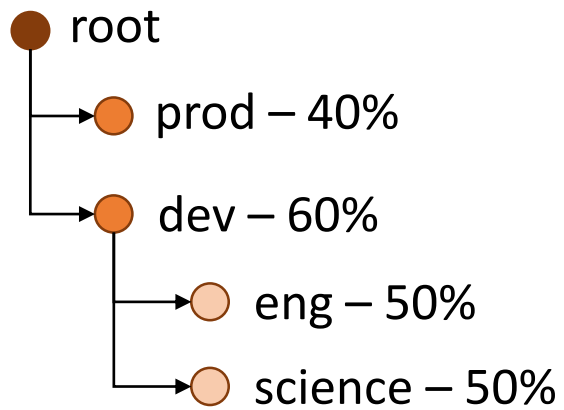 root
prod – 40%
dev – 60%
eng – 50%
science – 50%